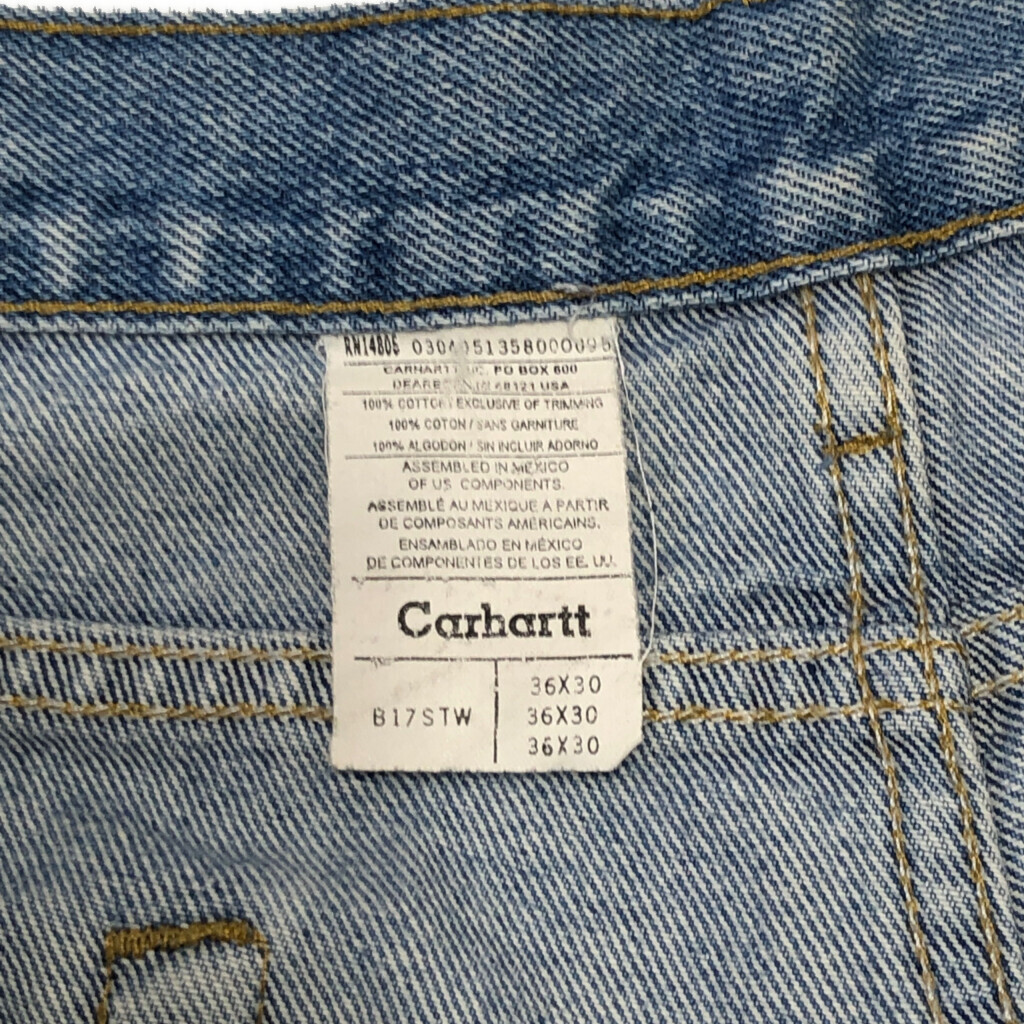 RN14806
CARHARTT PO BOX 600
48121 USA
100% COTTON EXCLUSIVE OF TRIMMING
100% COTON / SANS GARNITURE
100% ALGODON / SIN INCLUIR ADORNO
ASSEMBLED IN MEXICO
OF US COMPONENTS.
ASSEMBLÉ AU MEXIQUE A PARTIR
DE COMPOSANTS AMÉRICAINS.
ENSAMBLADO EN MÉXICO
DE COMPONENTES DE LOS EE. UU.
Carhartt
B17STW
36X30
36X30
36X30